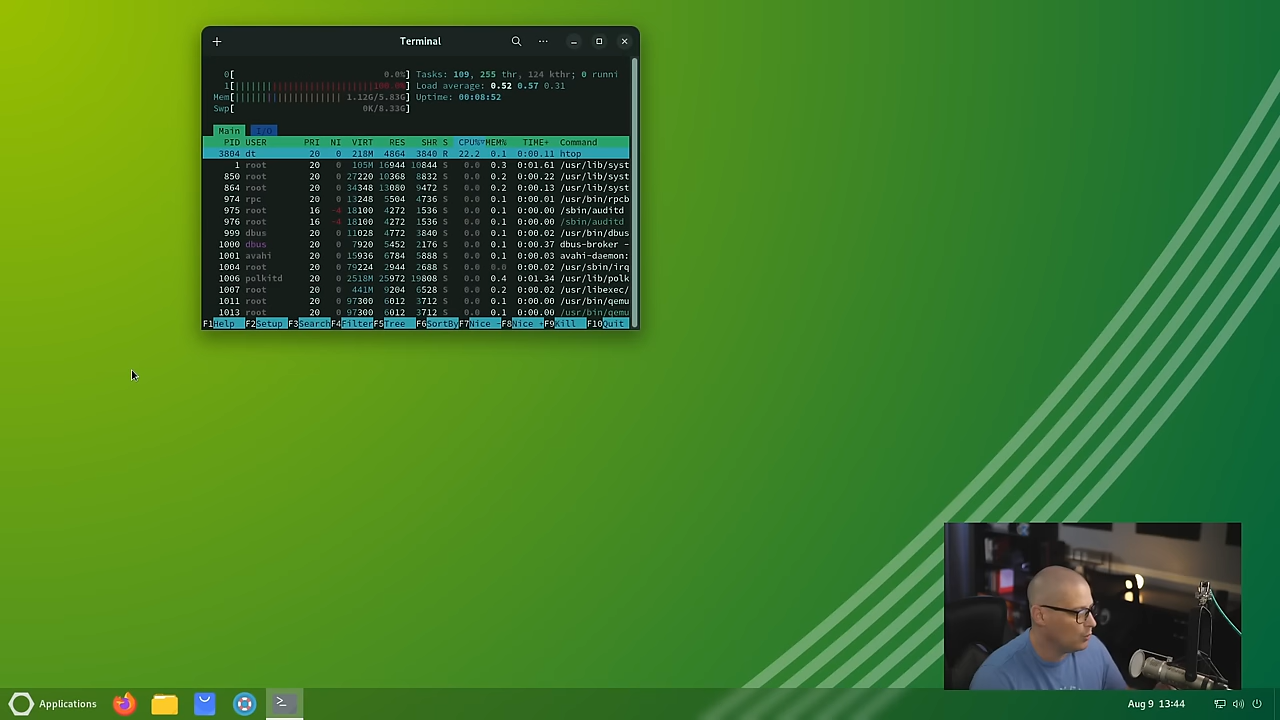 Terminal
0[ 0.0%] Tasks: 109, 255 thr, 124 kthr; 0 runni
1[||||||||||||||||||||||||100.0%] Load average: 0.52 0.57 0.31
Mem[|||||||||||||||||||| 1.12G/5.83G] Uptime: 00:08:52
Swp[ 0K/8.33G]
Main I/O
PID USER PRI NI VIRT RES SHR S CPU%▽MEM% TIME+ Command
3804 dt 20 0 218M 4864 3840 R 22.2 0.1 0:00.11 htop
1 root 20 0 105M 16944 10844 S 0.0 0.3 0:01.61 /usr/lib/syst
850 root 20 0 27220 10368 8832 S 0.0 0.2 0:00.22 /usr/lib/syst
864 root 20 0 34348 13080 9472 S 0.0 0.2 0:00.13 /usr/lib/syst
974 rpc 20 0 13248 5504 4736 S 0.0 0.1 0:00.01 /usr/bin/rpcb
975 root 16 -4 18100 4272 1536 S 0.0 0.1 0:00.00 /sbin/auditd
976 root 16 -4 18100 4272 1536 S 0.0 0.1 0:00.00 /sbin/auditd
999 dbus 20 0 11028 4772 3840 S 0.0 0.1 0:00.02 /usr/bin/dbus
1000 dbus 20 0 7920 5452 2176 S 0.0 0.1 0:00.37 dbus-broker -
1001 avahi 20 0 15936 6784 5888 S 0.0 0.1 0:00.03 avahi-daemon:
1004 root 20 0 79224 2944 2688 S 0.0 0.0 0:00.02 /usr/sbin/irq
1006 polkitd 20 0 2518M 25972 19808 S 0.0 0.4 0:01.34 /usr/lib/polk
1007 root 20 0 441M 9204 6528 S 0.0 0.2 0:00.02 /usr/libexec/
1011 root 20 0 97300 6012 3712 S 0.0 0.1 0:00.00 /usr/bin/qemu
1013 root 20 0 97300 6012 3712 S 0.0 0.1 0:00.00 /usr/bin/qemu
F1Help F2Setup F3SearchF4FilterF5Tree F6SortByF7Nice -F8Nice +F9Kill F10Quit
Applications
Aug 9 13:44